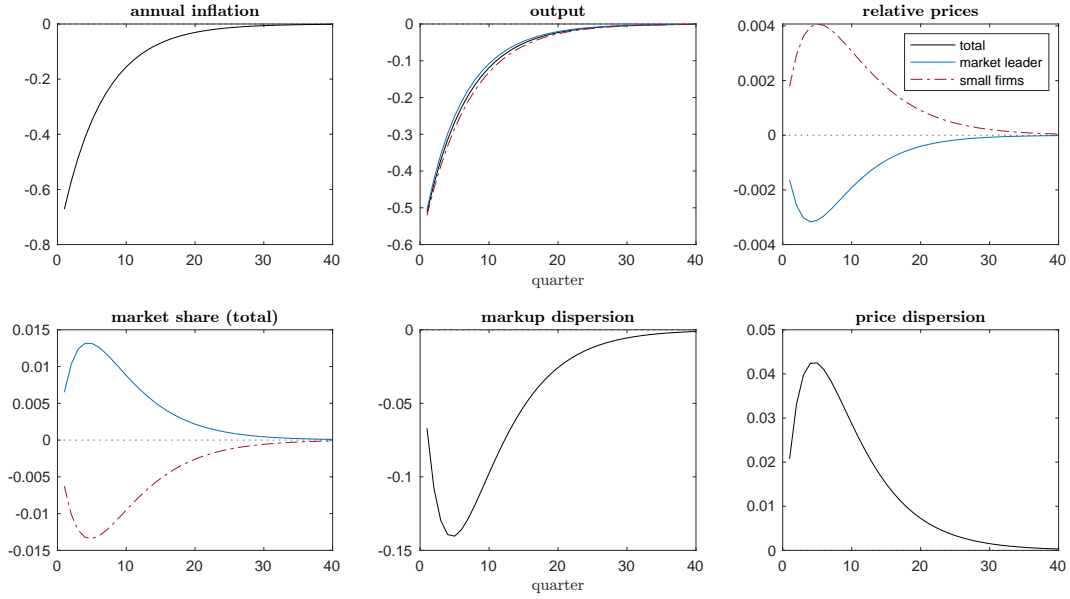 annual inflation
0
-0.2
-0.4
-0.6
-0.8
0 10 20 30 40
output
0
-0.1
-0.2
-0.3
-0.4
-0.5
-0.6
0 10 20 30 40
quarter
relative prices
0.004
0.002
0
-0.002
-0.004
0 10 20 30 40
total
market leader
small firms
market share (total)
0.015
0.01
0.005
0
-0.005
-0.01
-0.015
0 10 20 30 40
markup dispersion
0
-0.05
-0.1
-0.15
0 10 20 30 40
quarter
price dispersion
0.05
0.04
0.03
0.02
0.01
0
0 10 20 30 40